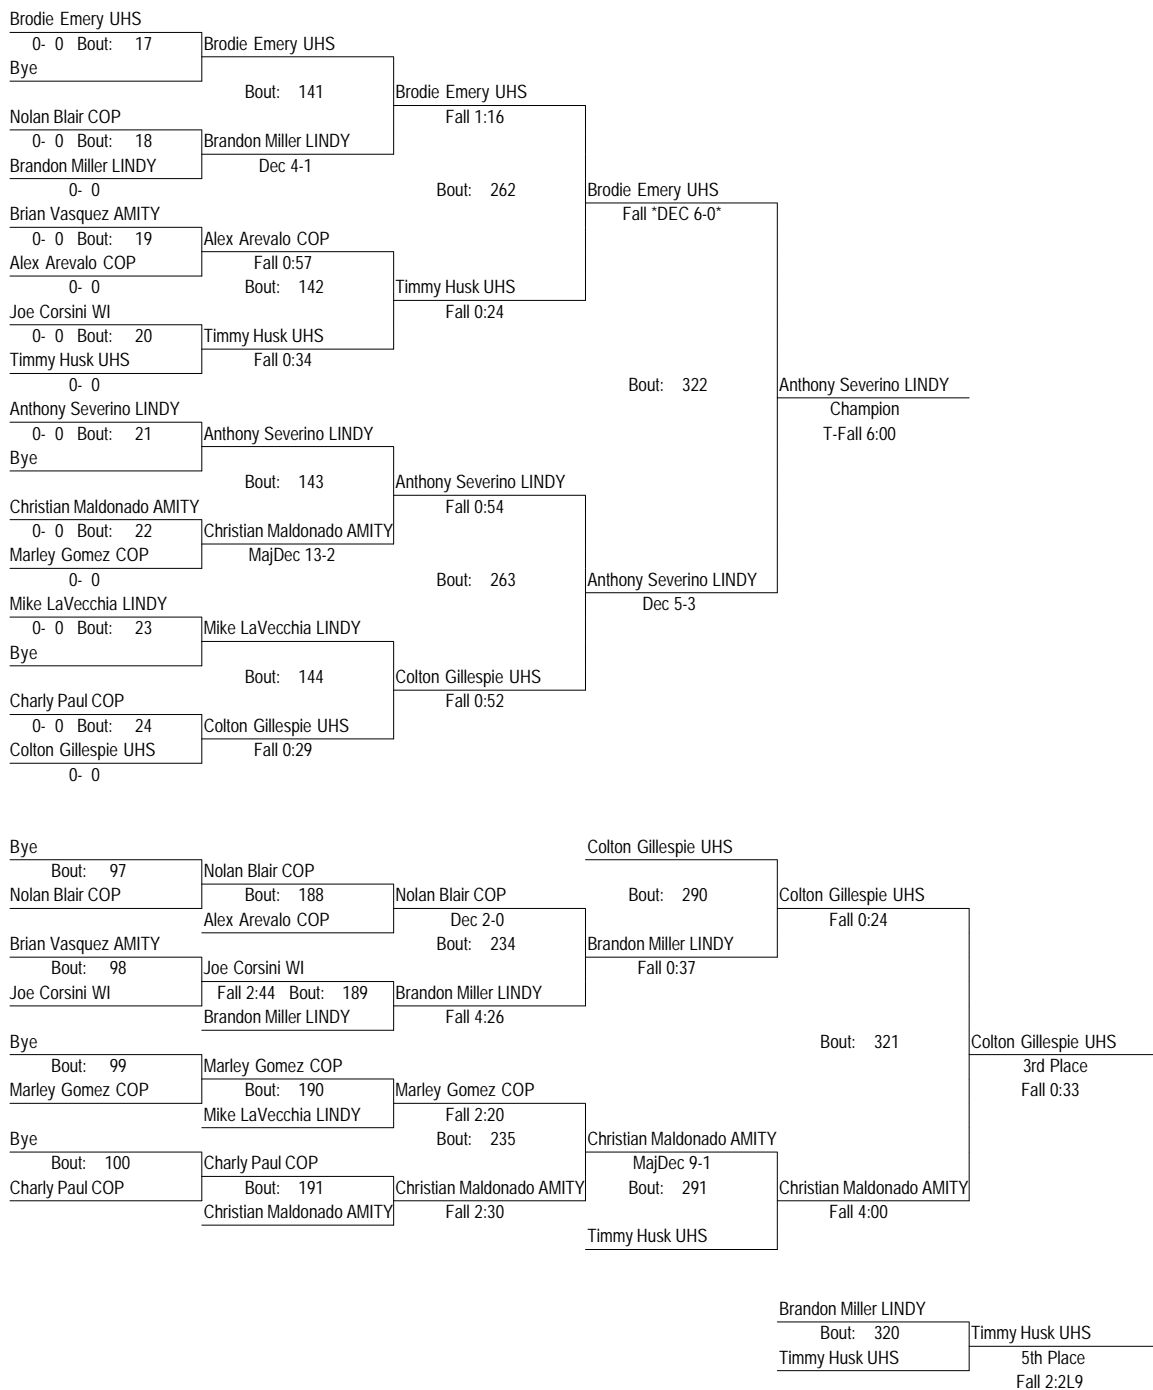 Brodie Emery UHS
0- 0 Bout: 17 Brodie Emery UHS
Bye
Bout: 141 Brodie Emery UHS
Nolan Blair COP Fall 1:16
0- 0 Bout: 18 Brandon Miller LINDY
Brandon Miller LINDY Dec 4-1
0- 0 Bout: 262 Brodie Emery UHS
Brian Vasquez AMITY Fall *DEC 6-0*
0- 0 Bout: 19 Alex Arevalo COP
Alex Arevalo COP Fall 0:57
0- 0 Bout: 142 Timmy Husk UHS
Joe Corsini WI Fall 0:24
0- 0 Bout: 20 Timmy Husk UHS
Timmy Husk UHS Fall 0:34
0- 0 Bout: 322 Anthony Severino LINDY
Anthony Severino LINDY Champion
0- 0 Bout: 21 Anthony Severino LINDY T-Fall 6:00
Bye
Bout: 143 Anthony Severino LINDY
Christian Maldonado AMITY Fall 0:54
0- 0 Bout: 22 Christian Maldonado AMITY
Marley Gomez COP MajDec 13-2
0- 0 Bout: 263 Anthony Severino LINDY
Mike LaVecchia LINDY Dec 5-3
0- 0 Bout: 23 Mike LaVecchia LINDY
Bye
Bout: 144 Colton Gillespie UHS
Charly Paul COP Fall 0:52
0- 0 Bout: 24 Colton Gillespie UHS
Colton Gillespie UHS Fall 0:29
0- 0
Bye Colton Gillespie UHS
Bout: 97 Nolan Blair COP
Nolan Blair COP Bout: 188 Nolan Blair COP Bout: 290 Colton Gillespie UHS
Alex Arevalo COP Dec 2-0 Fall 0:24
Brian Vasquez AMITY Bout: 234 Brandon Miller LINDY
Bout: 98 Joe Corsini WI Fall 0:37
Joe Corsini WI Fall 2:44 Bout: 189 Brandon Miller LINDY
Brandon Miller LINDY Fall 4:26
Bye Bout: 321 Colton Gillespie UHS
Bout: 99 Marley Gomez COP 3rd Place
Marley Gomez COP Bout: 190 Marley Gomez COP Fall 0:33
Mike LaVecchia LINDY Fall 2:20
Bye Bout: 235 Christian Maldonado AMITY
Bout: 100 Charly Paul COP MajDec 9-1
Charly Paul COP Bout: 191 Christian Maldonado AMITY Bout: 291 Christian Maldonado AMITY
Christian Maldonado AMITY Fall 2:30 Fall 4:00
Timmy Husk UHS
Brandon Miller LINDY
Bout: 320 Timmy Husk UHS
Timmy Husk UHS 5th Place
Fall 2:2L9